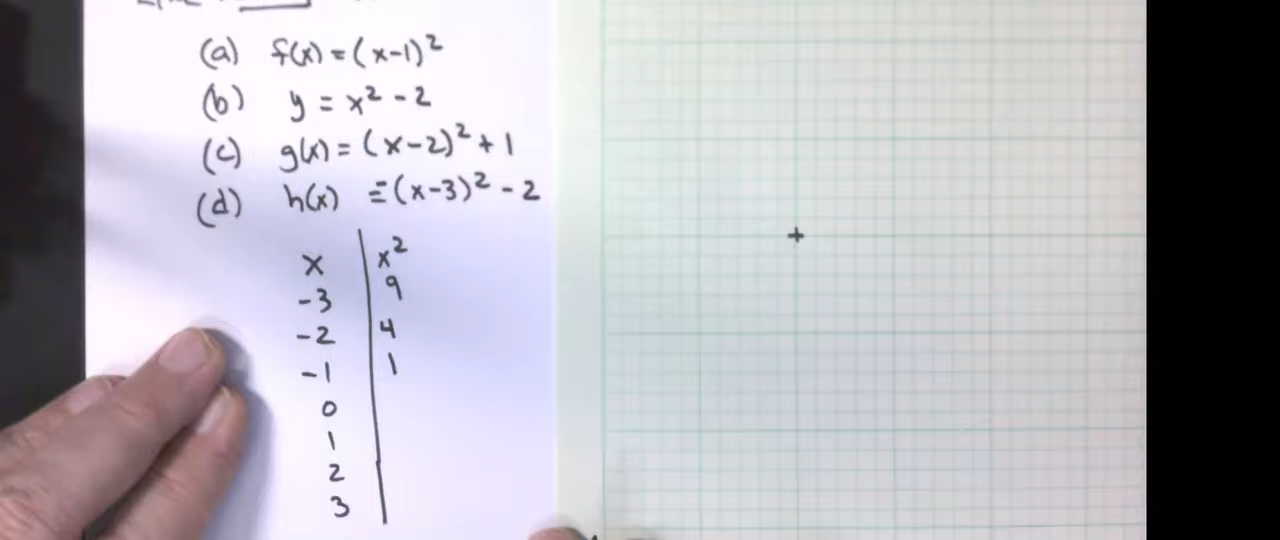 (a) f(x) = (x-1)²
(b) y = x² - 2
(c) g(x) = (x-2)² + 1
(d) h(x) = (x-3)² - 2
x x²
-3 9
-2 4
-1 1
0
1
2
3
+